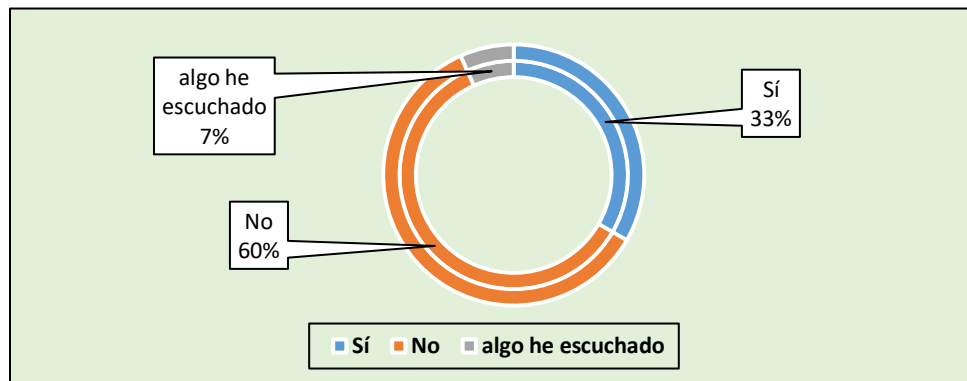 algo he
escuchado
7%
Sí
33%
No
60%
Sí No algo he escuchado